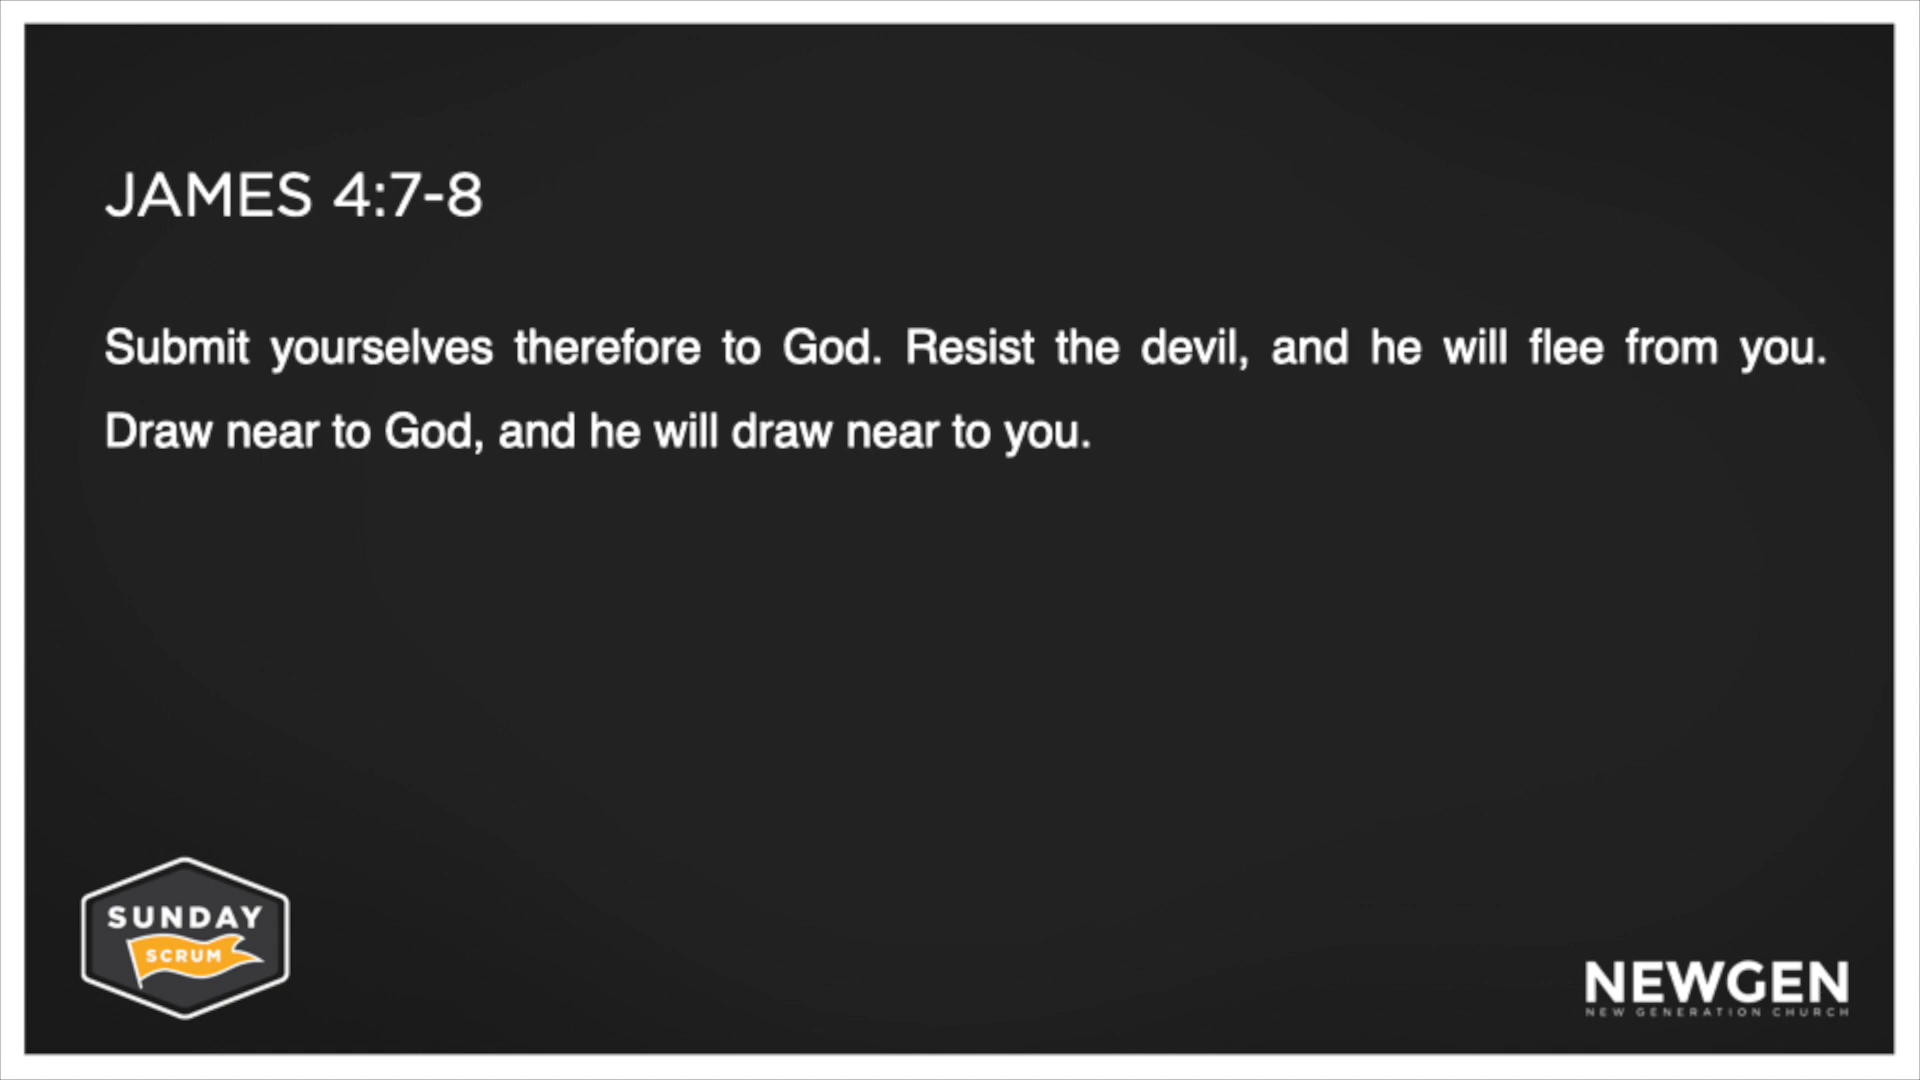 JAMES 4:7-8
Submit yourselves therefore to God. Resist the devil, and he will flee from you.
Draw near to God, and he will draw near to you.
SUNDAY
SCRUM
NEWGEN
NEW GENERATION CHURCH